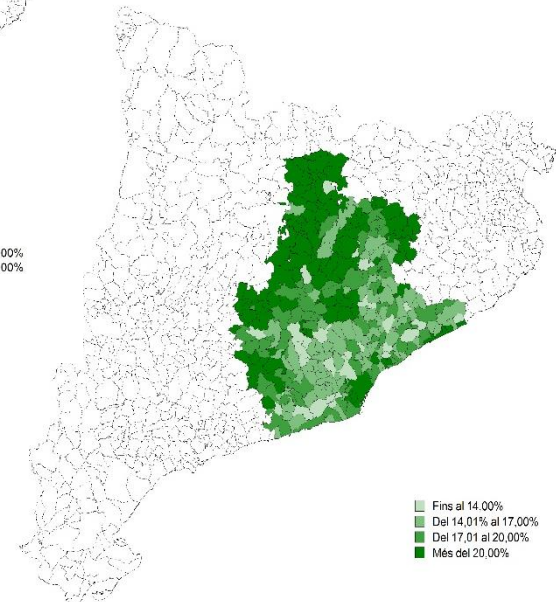 00%
00%
Fins al 14.00%
Del 14,01% al 17,00%
Del 17,01 al 20,00%
Més del 20,00%